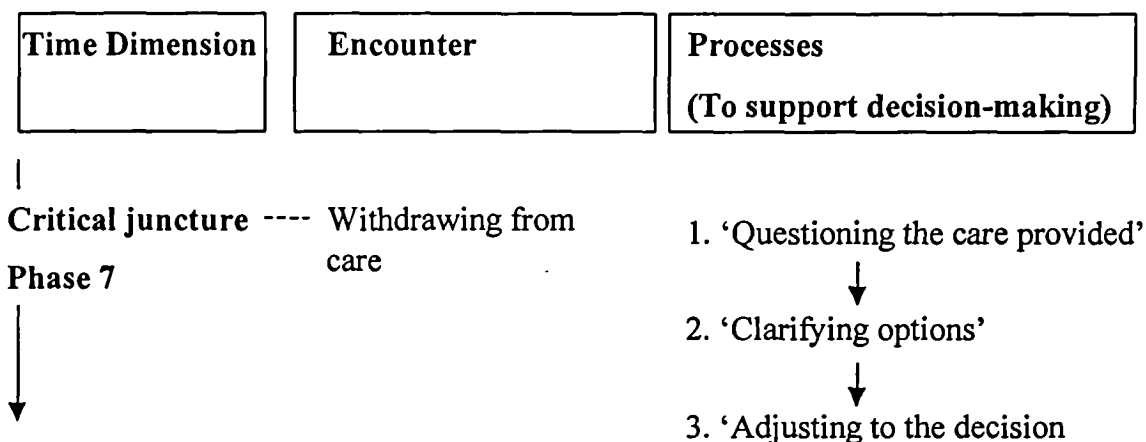 Time Dimension
Encounter
Processes
(To support decision-making)
Critical juncture ---- Withdrawing from
care
Phase 7
1. ‘Questioning the care provided’
2. ‘Clarifying options’
3. ‘Adjusting to the decision